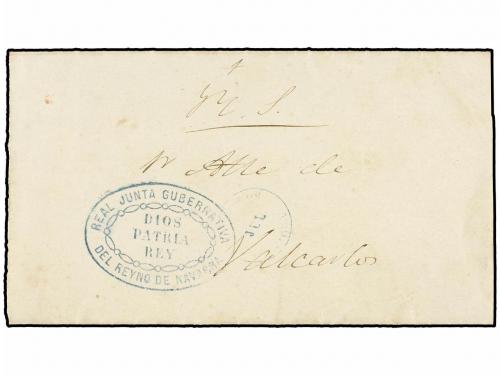 S.
Alle de
Valcarlos
REAL JUNTA GUBERNATIVA
DIOS
PATRIA
REY
DEL REYNO DE NAVARRA